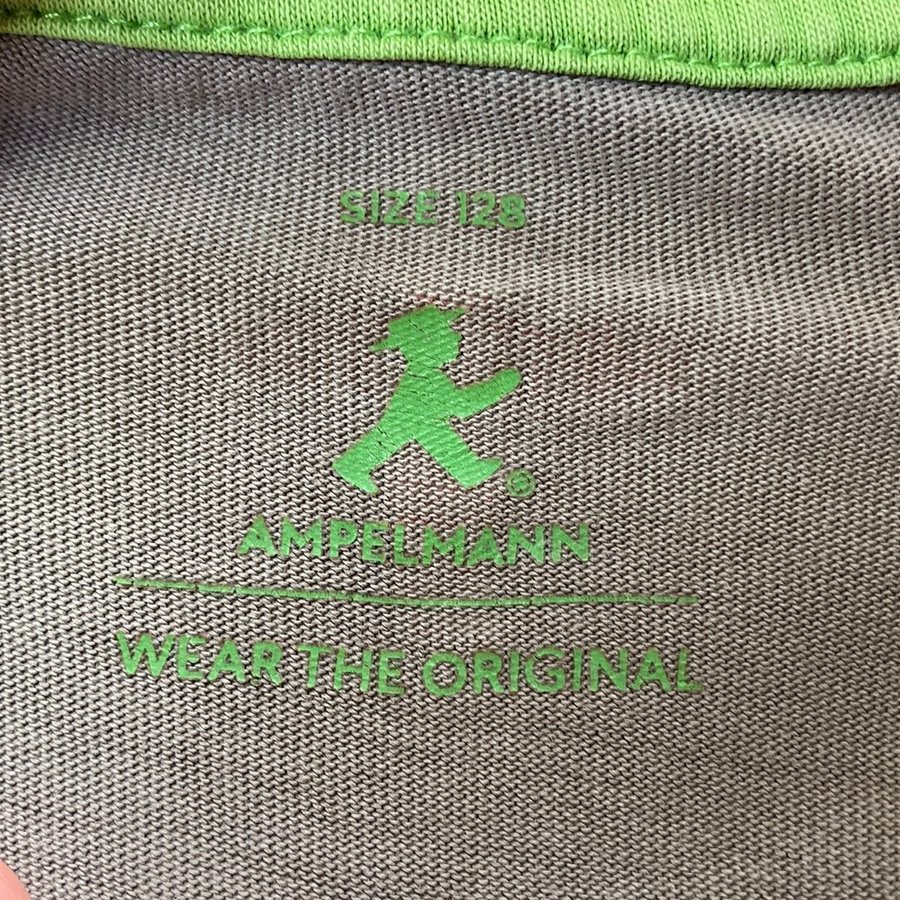 SIZE 128
®
AMPELMANN
WEAR THE ORIGINAL